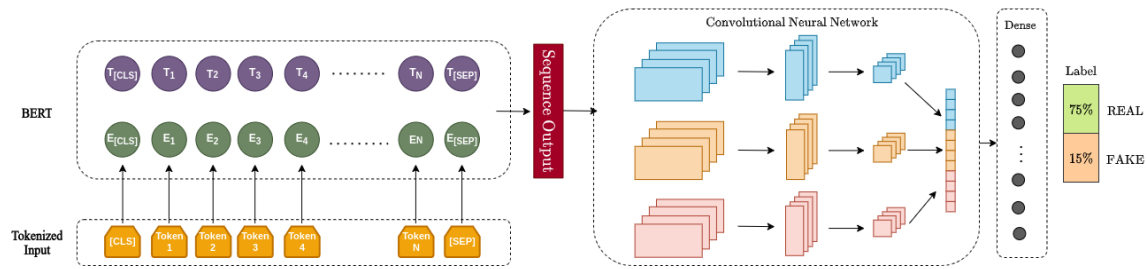 Convolutional Neural Network
Dense
T[CLS] T1 T2 T3 T4 ········ TN T[SEP]
BERT
E[CLS] E1 E2 E3 E4 ········ EN E[SEP]
Sequence Output
Label
75% REAL
15% FAKE
Tokenized
Input
[CLS]
Token
1
Token
2
Token
3
Token
4
Token
N
[SEP]